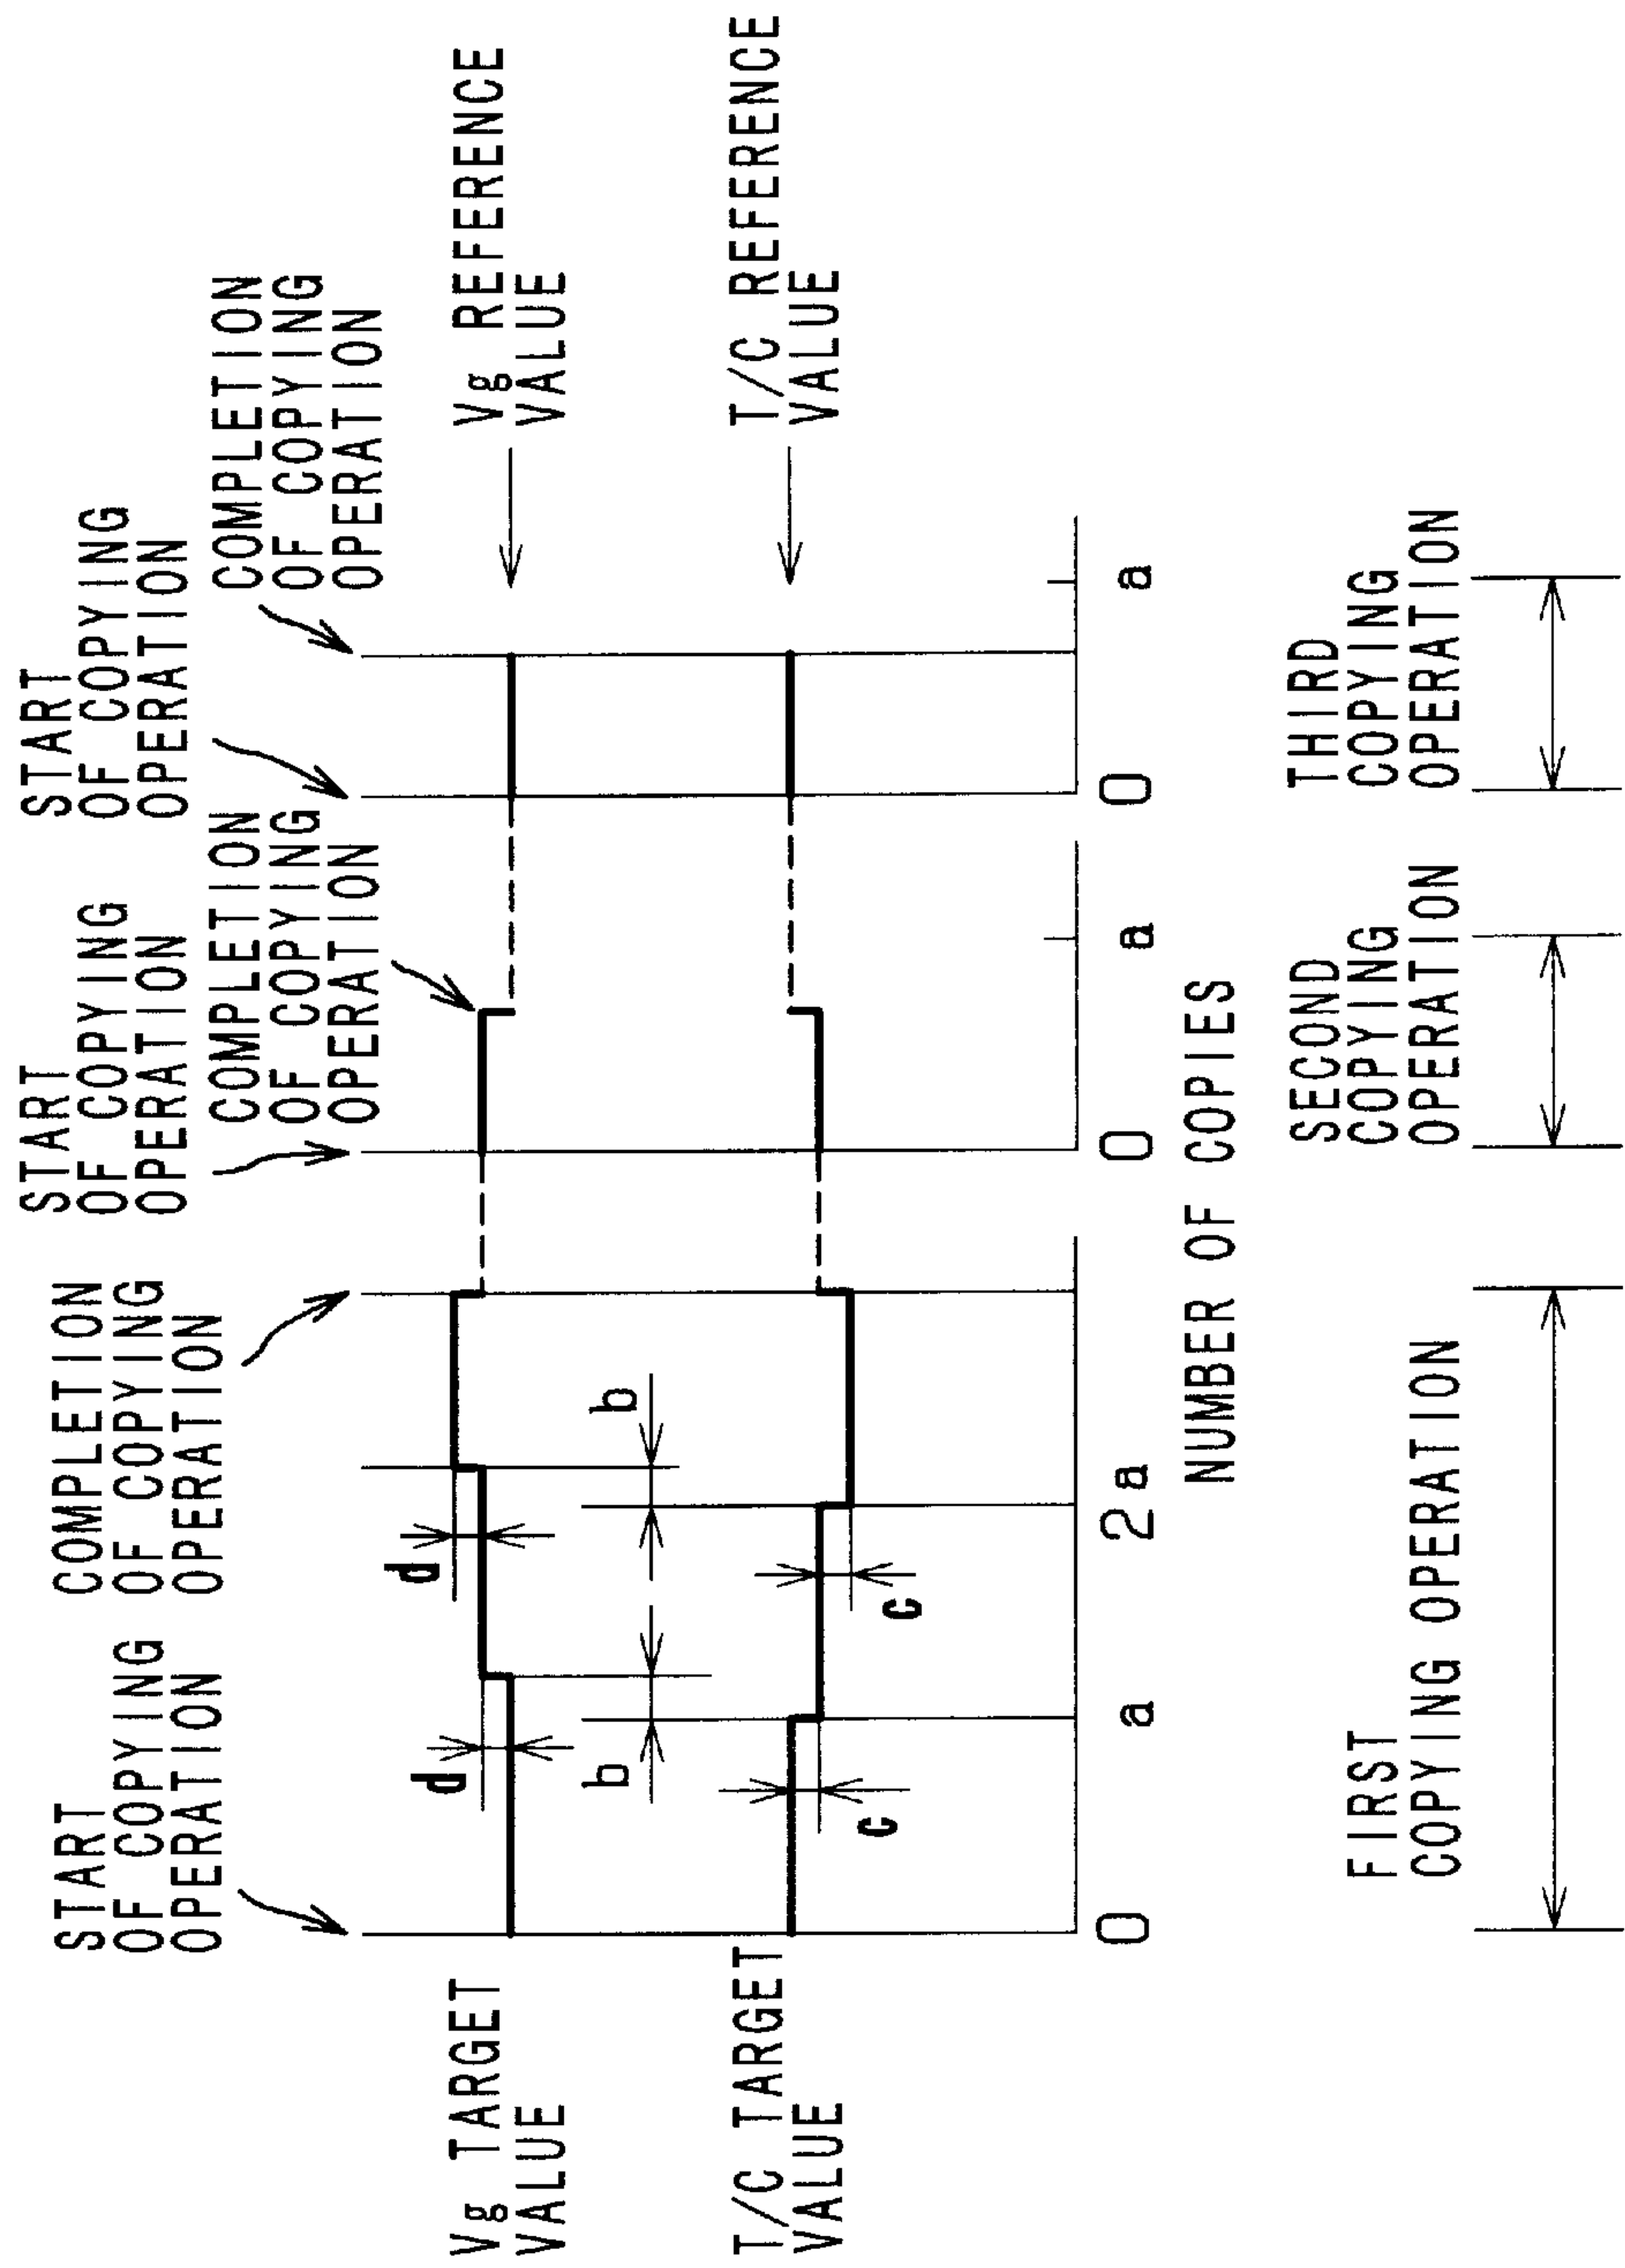 START
OF COPYING
OPERATION
COMPLETION
OF COPYING
OPERATION
START
OF COPYING
OPERATION
COMPLETION
OF COPYING
OPERATION
START
OF COPYING
OPERATION
COMPLETION
OF COPYING
OPERATION
Vg TARGET
VALUE
d
d
Vg REFERENCE
VALUE
b
b
T/C TARGET
VALUE
c
c
T/C REFERENCE
VALUE
0
a
2a
0
a
0
a
NUMBER OF COPIES
FIRST
COPYING OPERATION
SECOND
COPYING
OPERATION
THIRD
COPYING
OPERATION